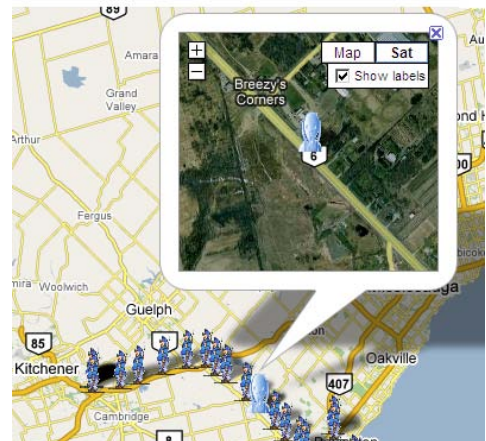 89
Amara
Grand
Valley
Arthur
Fergus
Woolwich
Guelph
85
Kitchener
Cambridge
8
Oakville
407
Map
Sat
Show labels
Breezy's
Corners
6